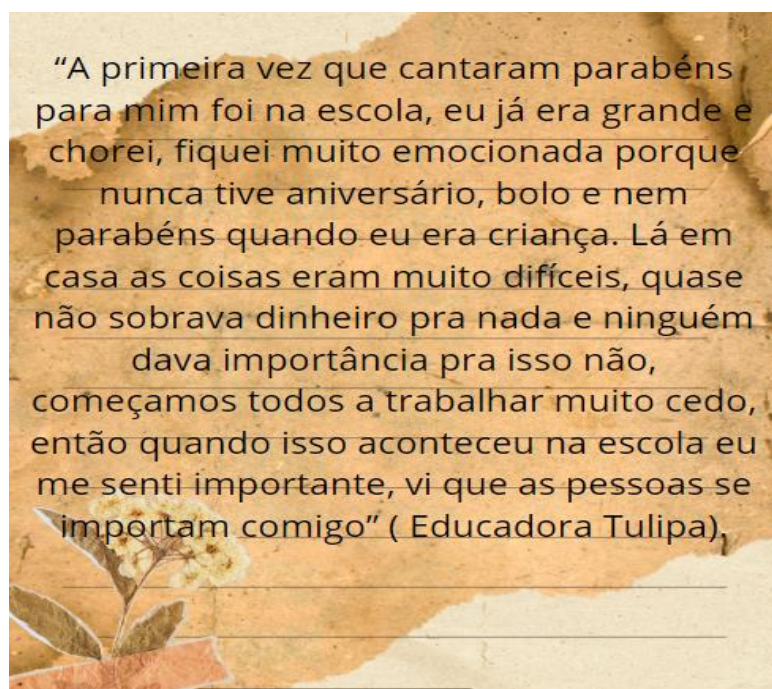 “A primeira vez que cantaram parabéns
para mim foi na escola, eu já era grande e
chorei, fiquei muito emocionada porque
nunca tive aniversário, bolo e nem
parabéns quando eu era criança. Lá em
casa as coisas eram muito difíceis, quase
não sobrava dinheiro pra nada e ninguém
dava importância pra isso não,
começamos todos a trabalhar muito cedo,
então quando isso aconteceu na escola eu
me senti importante, vi que as pessoas se
importam comigo” ( Educadora Tulipa).